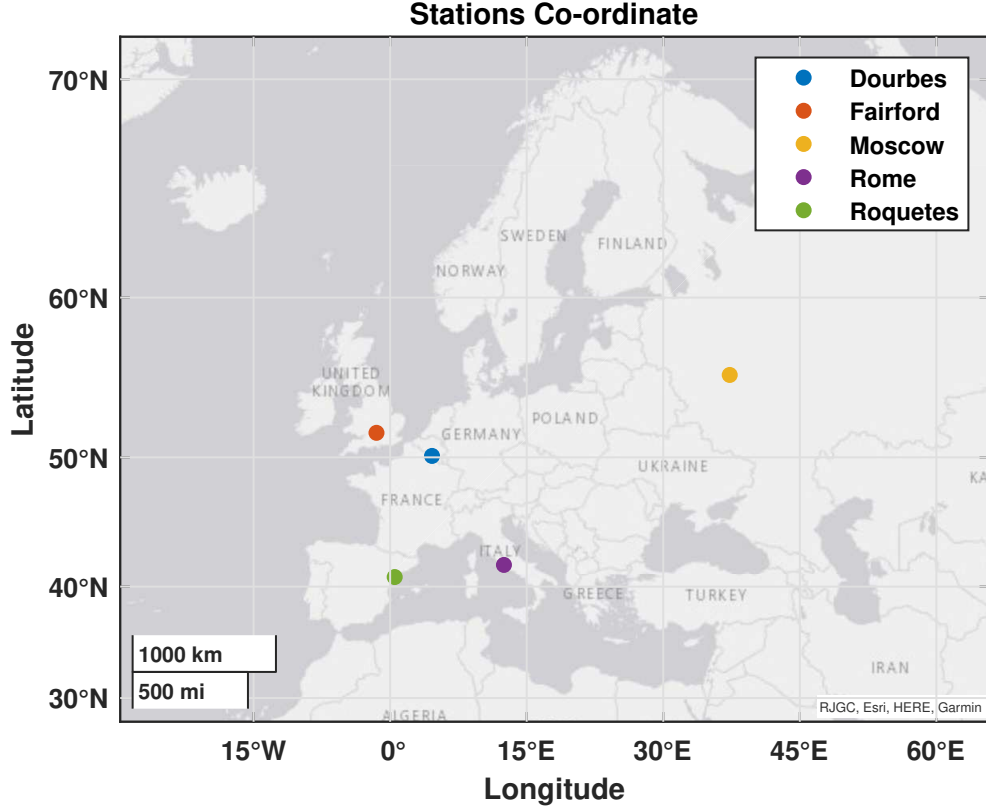 Stations Co-ordinate
70°N
60°N
50°N
40°N
30°N
Latitude
Dourbes
Fairford
Moscow
Rome
Roquetes
SWEDEN
FINLAND
NORWAY
UNITED
KINGDOM
POLAND
GERMANY
UKRAINE
KA
FRANCE
ITALY
GREECE
TURKEY
IRAN
ALGERIA
1000 km
500 mi
RJGC, Esri, HERE, Garmin
15°W
0°
15°E
30°E
45°E
60°E
Longitude